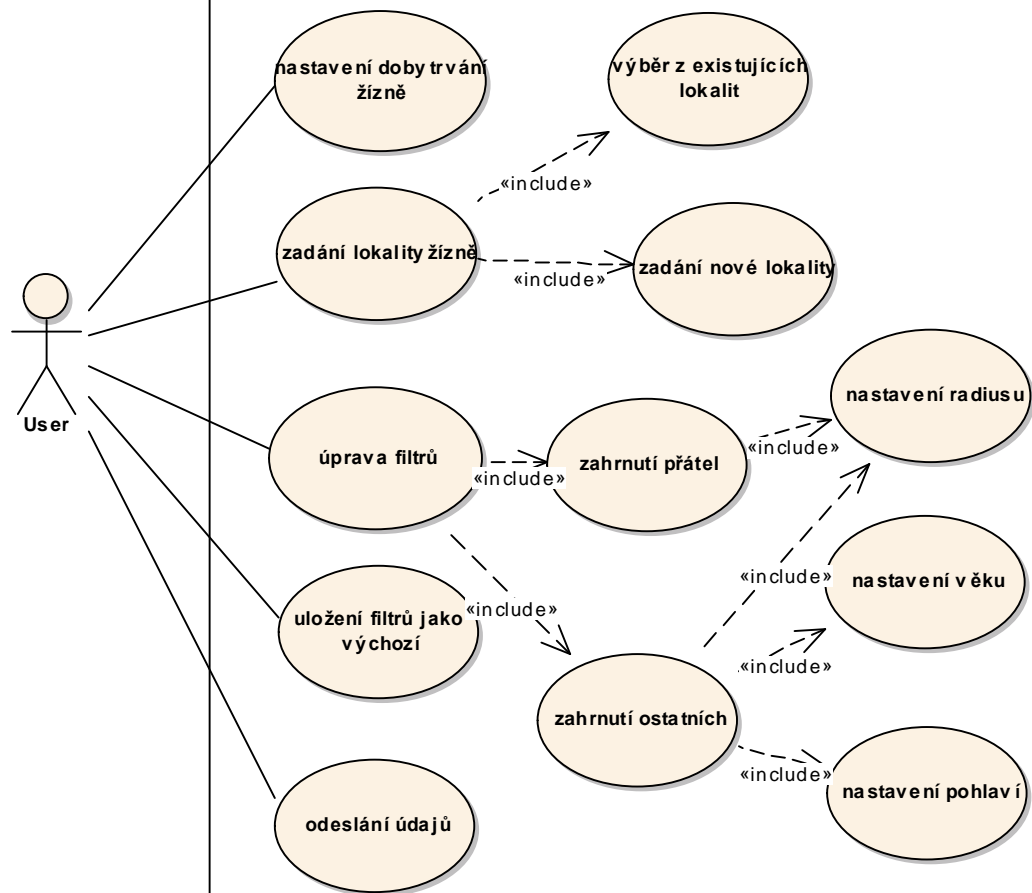 nastavení doby trvání
žízně
výběr z existujících
lokalit
«include»
zadání lokality žízně
«include»
zadání nové lokality
User
nastavení radiusu
«include»
úprava filtrů
«include»
zahrnutí přátel
«include»
nastavení věku
«include»
uložení filtrů jako
výchozí
«include»
zahrnutí ostatních
«include»
nastavení pohlaví
odeslání údajů